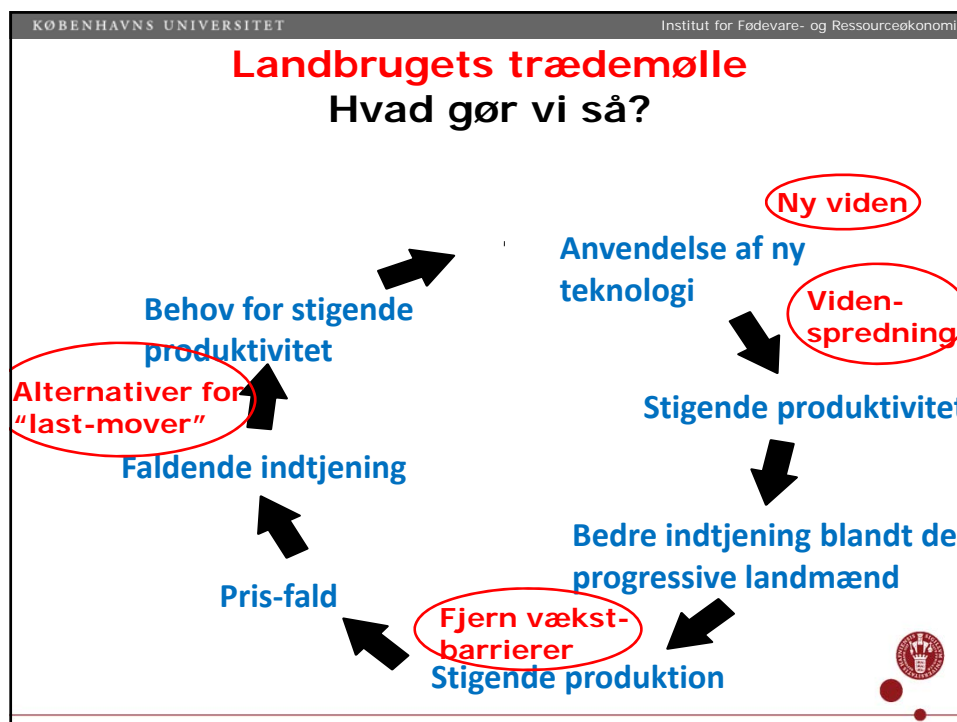 KØBENHAVNS UNIVERSITET
Institut for Fødevare- og Ressourceøkonomi
Landbrugets trædemølle
Hvad gør vi så?
Ny viden
Anvendelse af ny
teknologi
Viden-
spredning
Behov for stigende
produktivitet
Alternativer for
“last-mover”
Stigende produktivitet
Faldende indtjening
Bedre indtjening blandt de
progressive landmænd
Pris-fald
Fjern vækst-
barrierer
Stigende produktion